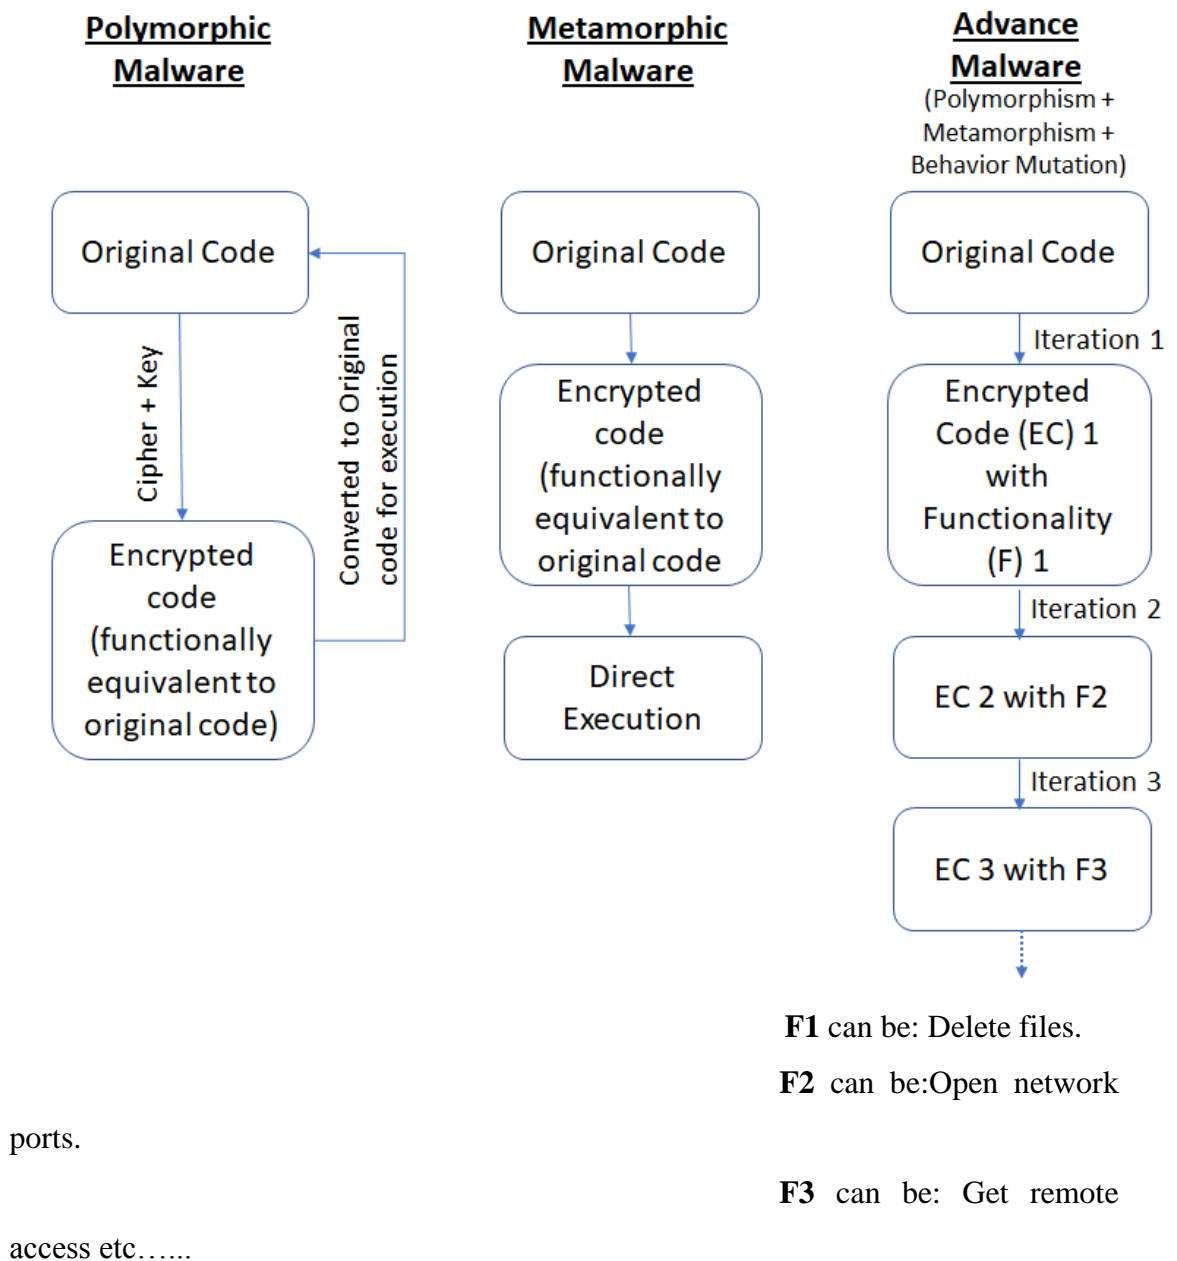 Polymorphic
Malware
Original Code
Cipher + Key
Converted to Original
code for execution
Encrypted
code
(functionally
equivalent to
original code)
Metamorphic
Malware
Original Code
Encrypted
code
(functionally
equivalent to
original code
Direct
Execution
Advance
Malware
(Polymorphism +
Metamorphism +
Behavior Mutation)
Original Code
Iteration 1
Encrypted
Code (EC) 1
with
Functionality
(F) 1
Iteration 2
EC 2 with F2
Iteration 3
EC 3 with F3
F1 can be: Delete files.
F2 can be:Open network
ports.
F3 can be: Get remote
access etc…...